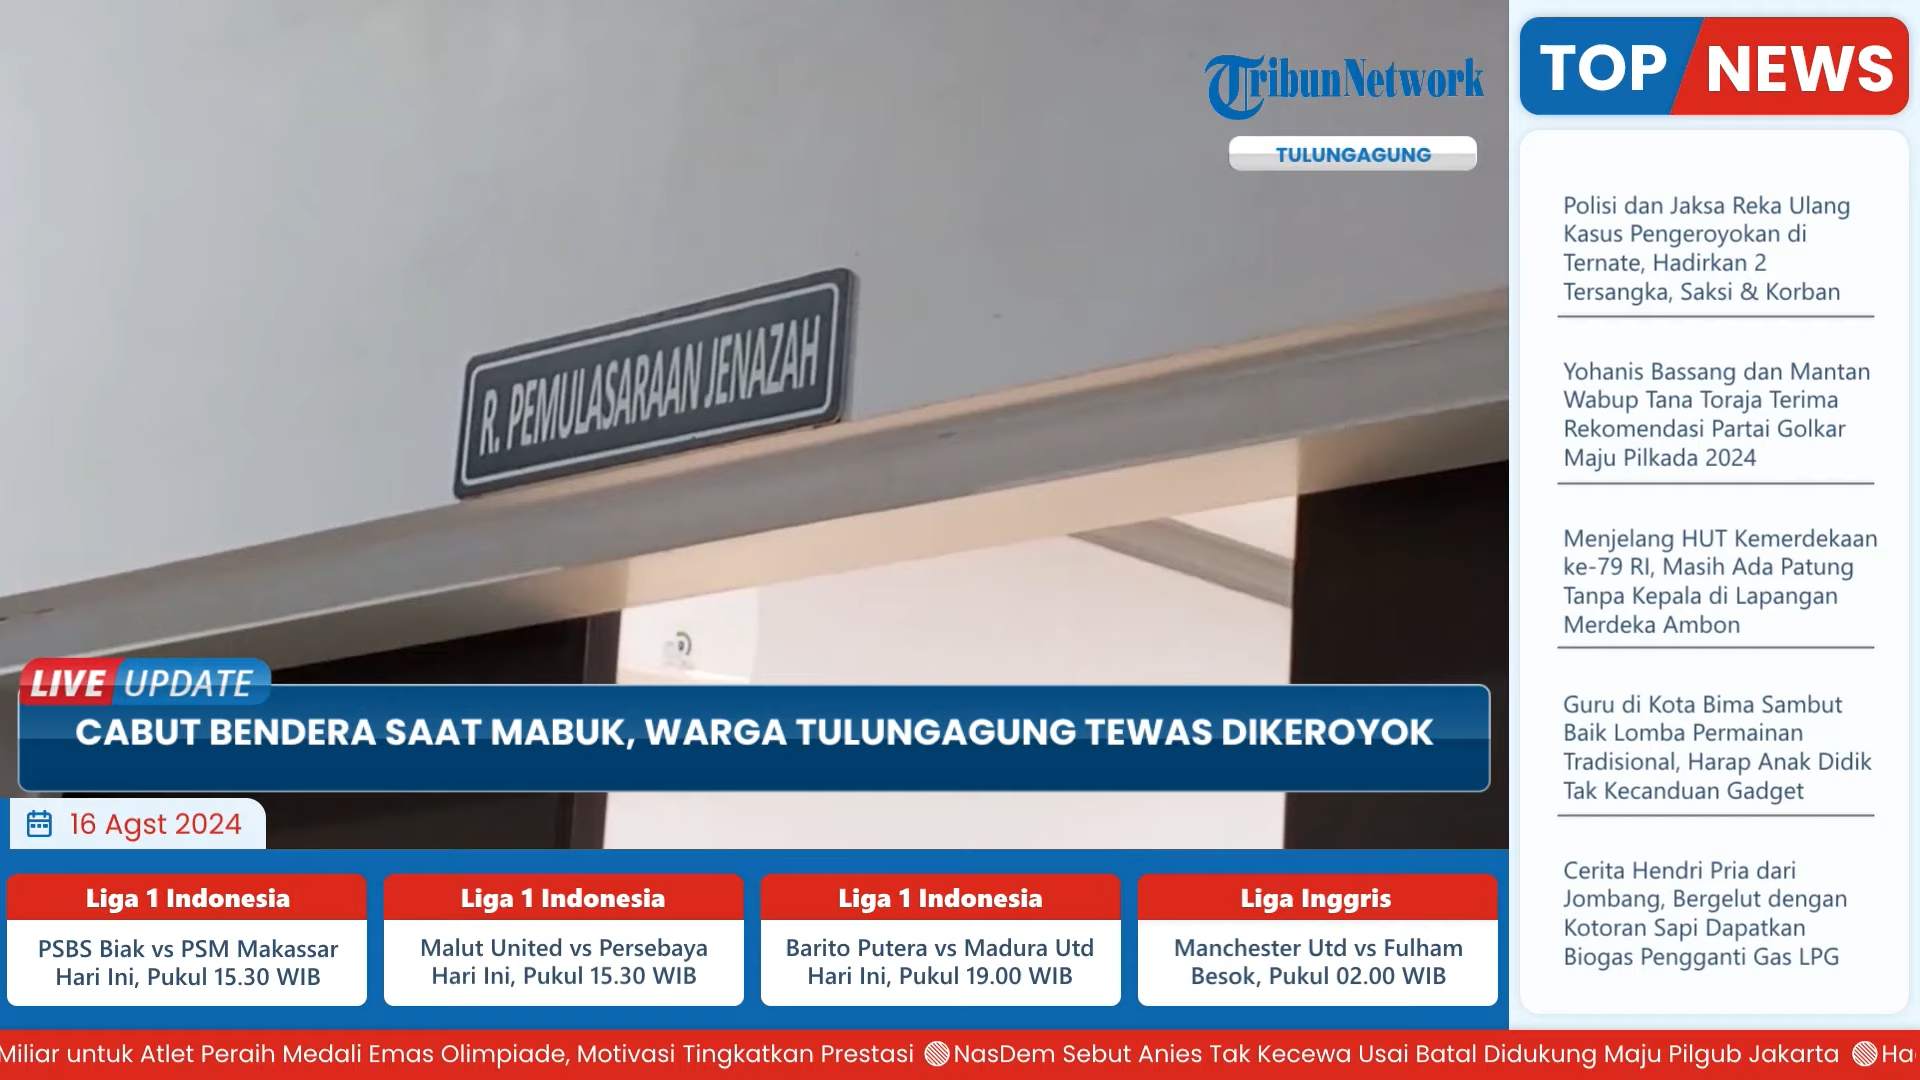 TribunNetwork
TULUNGAGUNG
R. PEMULASARAAN JENAZAH
LIVE UPDATE
CABUT BENDERA SAAT MABUK, WARGA TULUNGAGUNG TEWAS DIKEROYOK
16 Agst 2024
Liga 1 Indonesia
PSBS Biak vs PSM Makassar
Hari Ini, Pukul 15.30 WIB
Liga 1 Indonesia
Malut United vs Persebaya
Hari Ini, Pukul 15.30 WIB
Liga 1 Indonesia
Barito Putera vs Madura Utd
Hari Ini, Pukul 19.00 WIB
Liga Inggris
Manchester Utd vs Fulham
Besok, Pukul 02.00 WIB
TOP NEWS
Polisi dan Jaksa Reka Ulang
Kasus Pengeroyokan di
Ternate, Hadirkan 2
Tersangka, Saksi & Korban
Yohanis Bassang dan Mantan
Wabup Tana Toraja Terima
Rekomendasi Partai Golkar
Maju Pilkada 2024
Menjelang HUT Kemerdekaan
ke-79 RI, Masih Ada Patung
Tanpa Kepala di Lapangan
Merdeka Ambon
Guru di Kota Bima Sambut
Baik Lomba Permainan
Tradisional, Harap Anak Didik
Tak Kecanduan Gadget
Cerita Hendri Pria dari
Jombang, Bergelut dengan
Kotoran Sapi Dapatkan
Biogas Pengganti Gas LPG
Miliar untuk Atlet Peraih Medali Emas Olimpiade, Motivasi Tingkatkan Prestasi NasDem Sebut Anies Tak Kecewa Usai Batal Didukung Maju Pilgub Jakarta